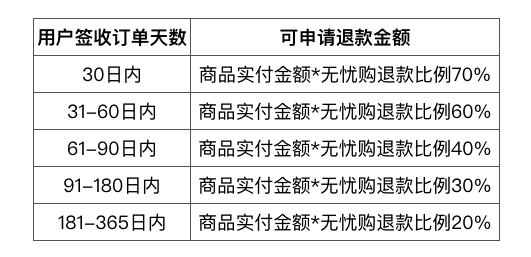 用户签收订单天数 可申请退款金额
30日内 商品实付金额*无忧购退款比例70%
31-60日内 商品实付金额*无忧购退款比例60%
61-90日内 商品实付金额*无忧购退款比例40%
91-180日内 商品实付金额*无忧购退款比例30%
181-365日内 商品实付金额*无忧购退款比例20%